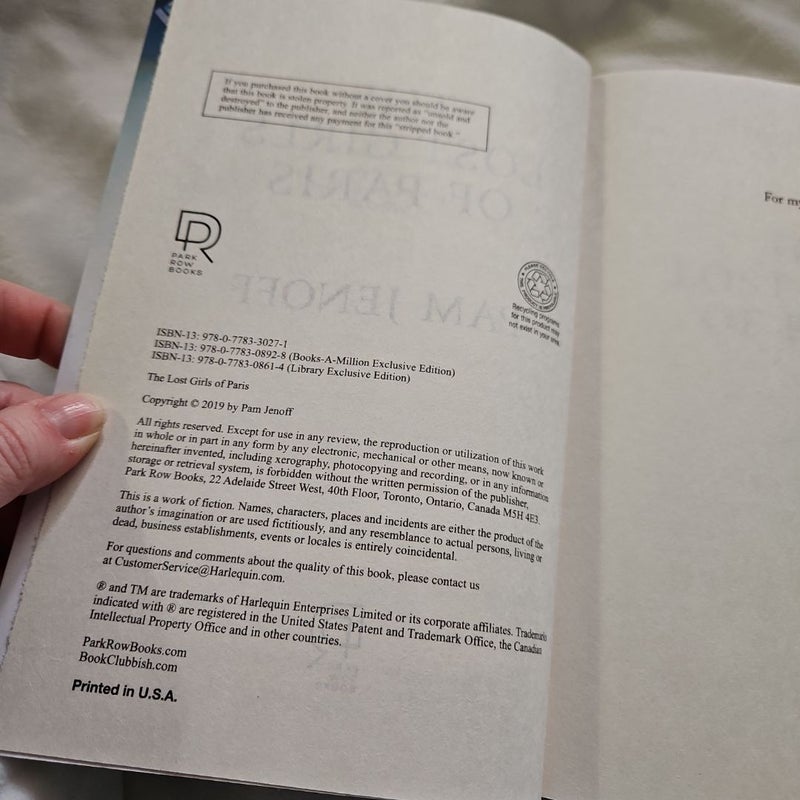 If you purchased this book without a cover you should be aware
that this book is stolen property. It was reported as "unsold and
destroyed" to the publisher, and neither the author nor the
publisher has received any payment for this "stripped book."
PARK
ROW
BOOKS
Recycling programs
for this product may
not exist in your area.
ISBN-13: 978-0-7783-3027-1
ISBN-13: 978-0-7783-0892-8 (Books-A-Million Exclusive Edition)
ISBN-13: 978-0-7783-0861-4 (Library Exclusive Edition)
The Lost Girls of Paris
Copyright © 2019 by Pam Jenoff
All rights reserved. Except for use in any review, the reproduction or utilization of this work
in whole or in part in any form by any electronic, mechanical or other means, now known or
hereinafter invented, including xerography, photocopying and recording, or in any information
storage or retrieval system, is forbidden without the written permission of the publisher,
Park Row Books, 22 Adelaide Street West, 40th Floor, Toronto, Ontario, Canada M5H 4E3.
This is a work of fiction. Names, characters, places and incidents are either the product of the
author's imagination or are used fictitiously, and any resemblance to actual persons, living or
dead, business establishments, events or locales is entirely coincidental.
For questions and comments about the quality of this book, please contact us
at CustomerService@Harlequin.com.
® and TM are trademarks of Harlequin Enterprises Limited or its corporate affiliates. Trademarks
indicated with ® are registered in the United States Patent and Trademark Office, the Canadian
Intellectual Property Office and in other countries.
ParkRowBooks.com
BookClubbish.com
Printed in U.S.A.
For my